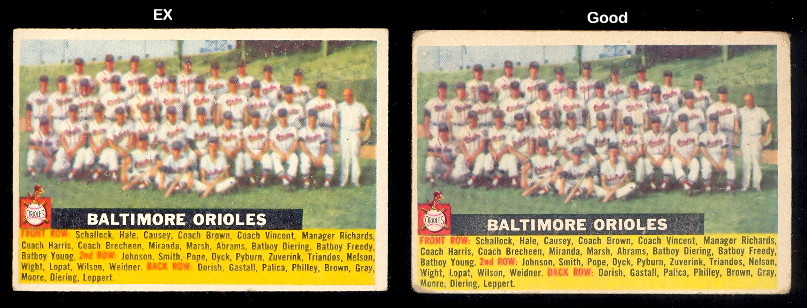 EX
Good
ORIOLES
BALTIMORE ORIOLES
FRONT ROW: Schallock, Hale, Causey, Coach Brown, Coach Vincent, Manager Richards,
Coach Harris, Coach Brecheen, Miranda, Marsh, Abrams, Batboy Diering, Batboy Freedy,
Batboy Young. 2nd ROW: Johnson, Smith, Pope, Dyck, Pyburn, Zuverink, Triandos, Nelson,
Wight, Lopat, Wilson, Weidner. BACK ROW: Dorish, Gastall, Palica, Philley, Brown, Gray,
Moore, Diering, Leppert.
ORIOLES
BALTIMORE ORIOLES
FRONT ROW: Schallock, Hale, Causey, Coach Brown, Coach Vincent, Manager Richards,
Coach Harris, Coach Brecheen, Miranda, Marsh, Abrams, Batboy Diering, Batboy Freedy,
Batboy Young. 2nd ROW: Johnson, Smith, Pope, Dyck, Pyburn, Zuverink, Triandos, Nelson,
Wight, Lopat, Wilson, Weidner. BACK ROW: Dorish, Gastall, Palica, Philley, Brown, Gray,
Moore, Diering, Leppert.